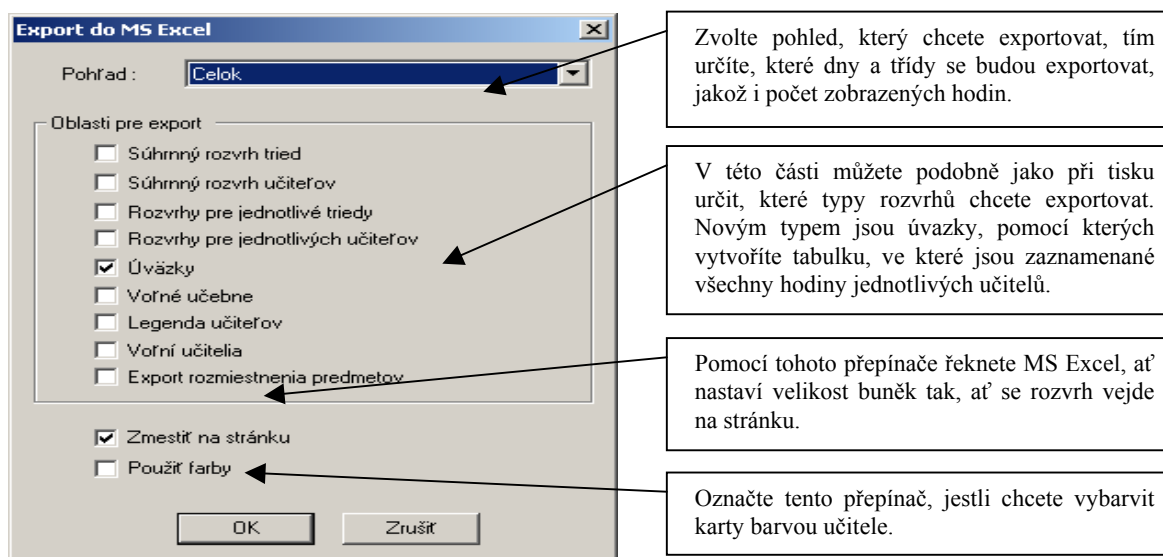 Export do MS Excel
Pohľad :
Celok
Oblasti pre export
Súhrnný rozvrh tried
Súhrnný rozvrh učiteľov
Rozvrhy pre jednotlivé triedy
Rozvrhy pre jednotlivých učiteľov
Úväzky
Voľné učebne
Legenda učiteľov
Voľní učitelia
Export rozmiestnenia predmetov
Zmestiť na stránku
Použiť farby
OK
Zrušiť
Zvolte pohled, který chcete exportovat, tím
určíte, které dny a třídy se budou exportovat,
jakož i počet zobrazených hodin.
V této části můžete podobně jako při tisku
určit, které typy rozvrhů chcete exportovat.
Novým typem jsou úvazky, pomocí kterých
vytvoříte tabulku, ve které jsou zaznamenané
všechny hodiny jednotlivých učitelů.
Pomocí tohoto přepínače řeknete MS Excel, ať
nastaví velikost buněk tak, ať se rozvrh vejde
na stránku.
Označte tento přepínač, jestli chcete vybarvit
karty barvou učitele.